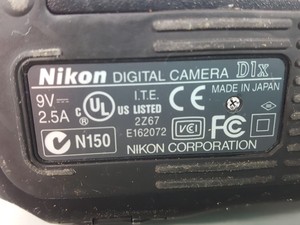 Nikon DIGITAL CAMERA D1x
9V⎓ I.T.E. MADE IN JAPAN
2.5A c UL US LISTED CE
2Z67
N150 E162072 VCI FC
NIKON CORPORATION